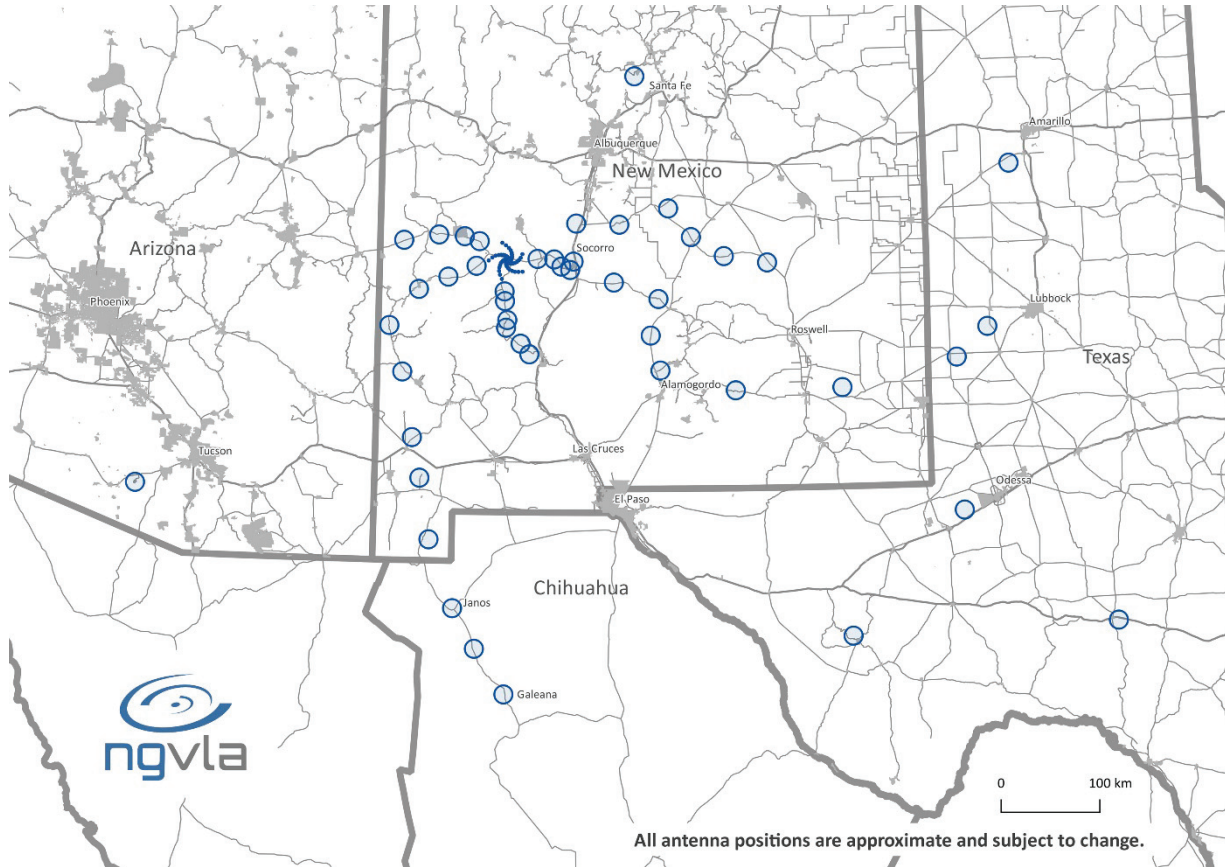 Santa Fe
Amarillo
Albuquerque
New Mexico
Arizona
Socorro
Phoenix
Lubbock
Roswell
Texas
Alamogordo
Tucson
Las Cruces
Odessa
El Paso
Chihuahua
Janos
Galeana
ngvla
0 100 km
All antenna positions are approximate and subject to change.